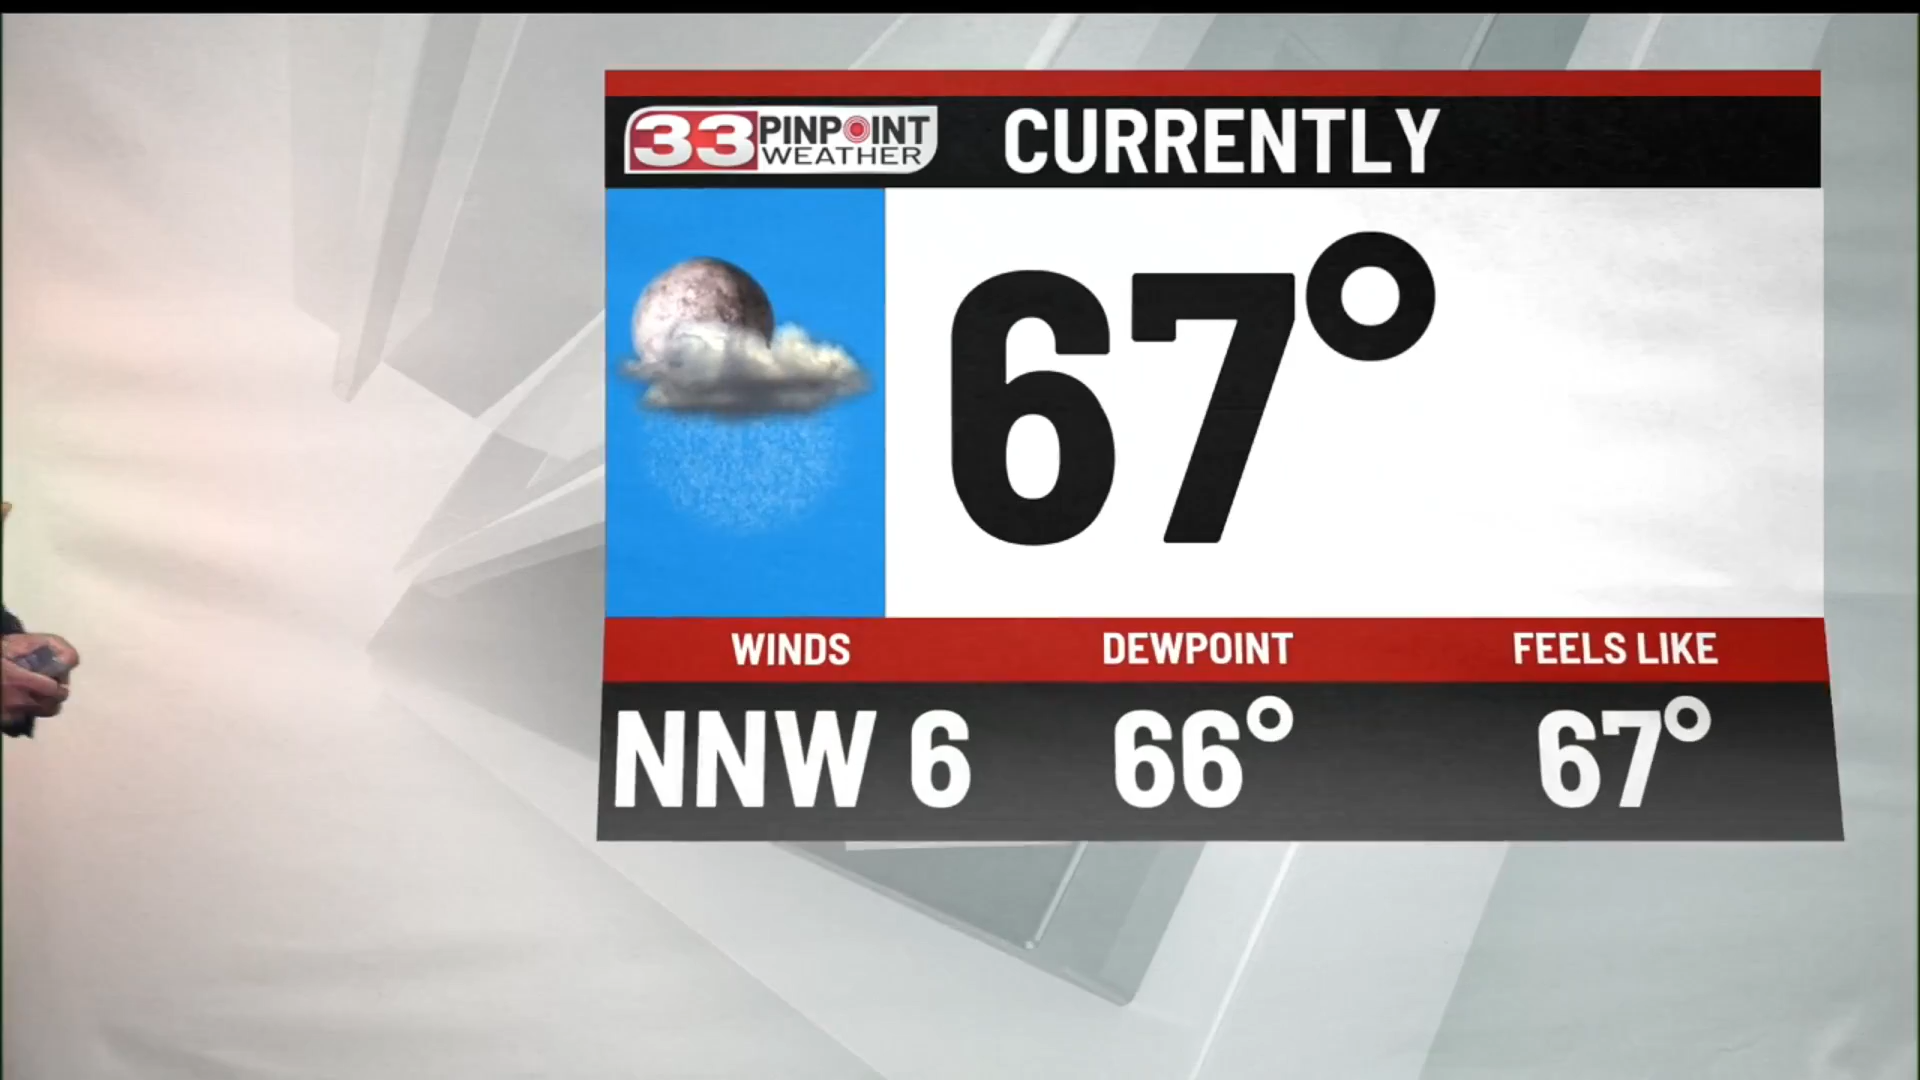 33 PINPOINT WEATHER
CURRENTLY
67°
WINDS DEWPOINT FEELS LIKE
NNW 6 66° 67°